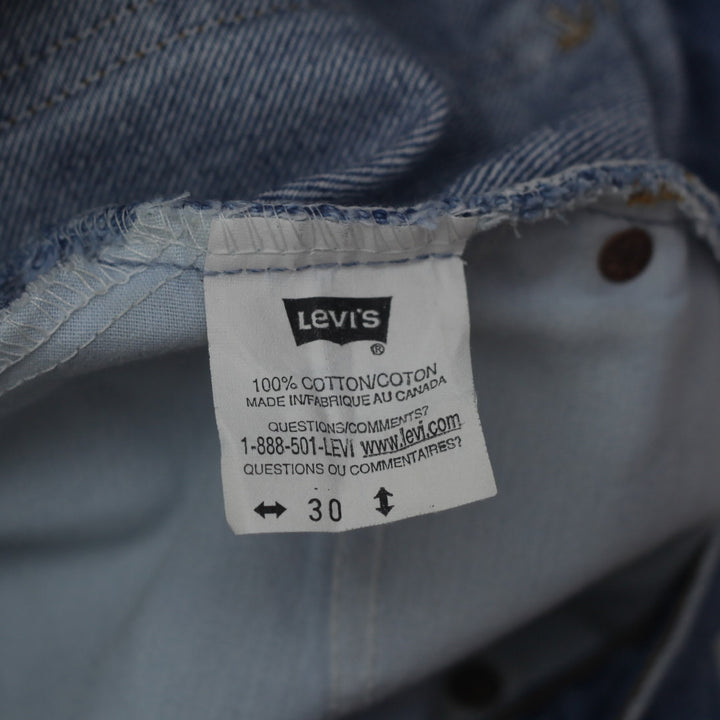 LEVI'S
®
100% COTTON/COTON
MADE IN/FABRIQUE AU CANADA
QUESTIONS/COMMENTS?
1-888-501-LEVI www.levi.com
QUESTIONS OU COMMENTAIRES?
↔ 30 ↕